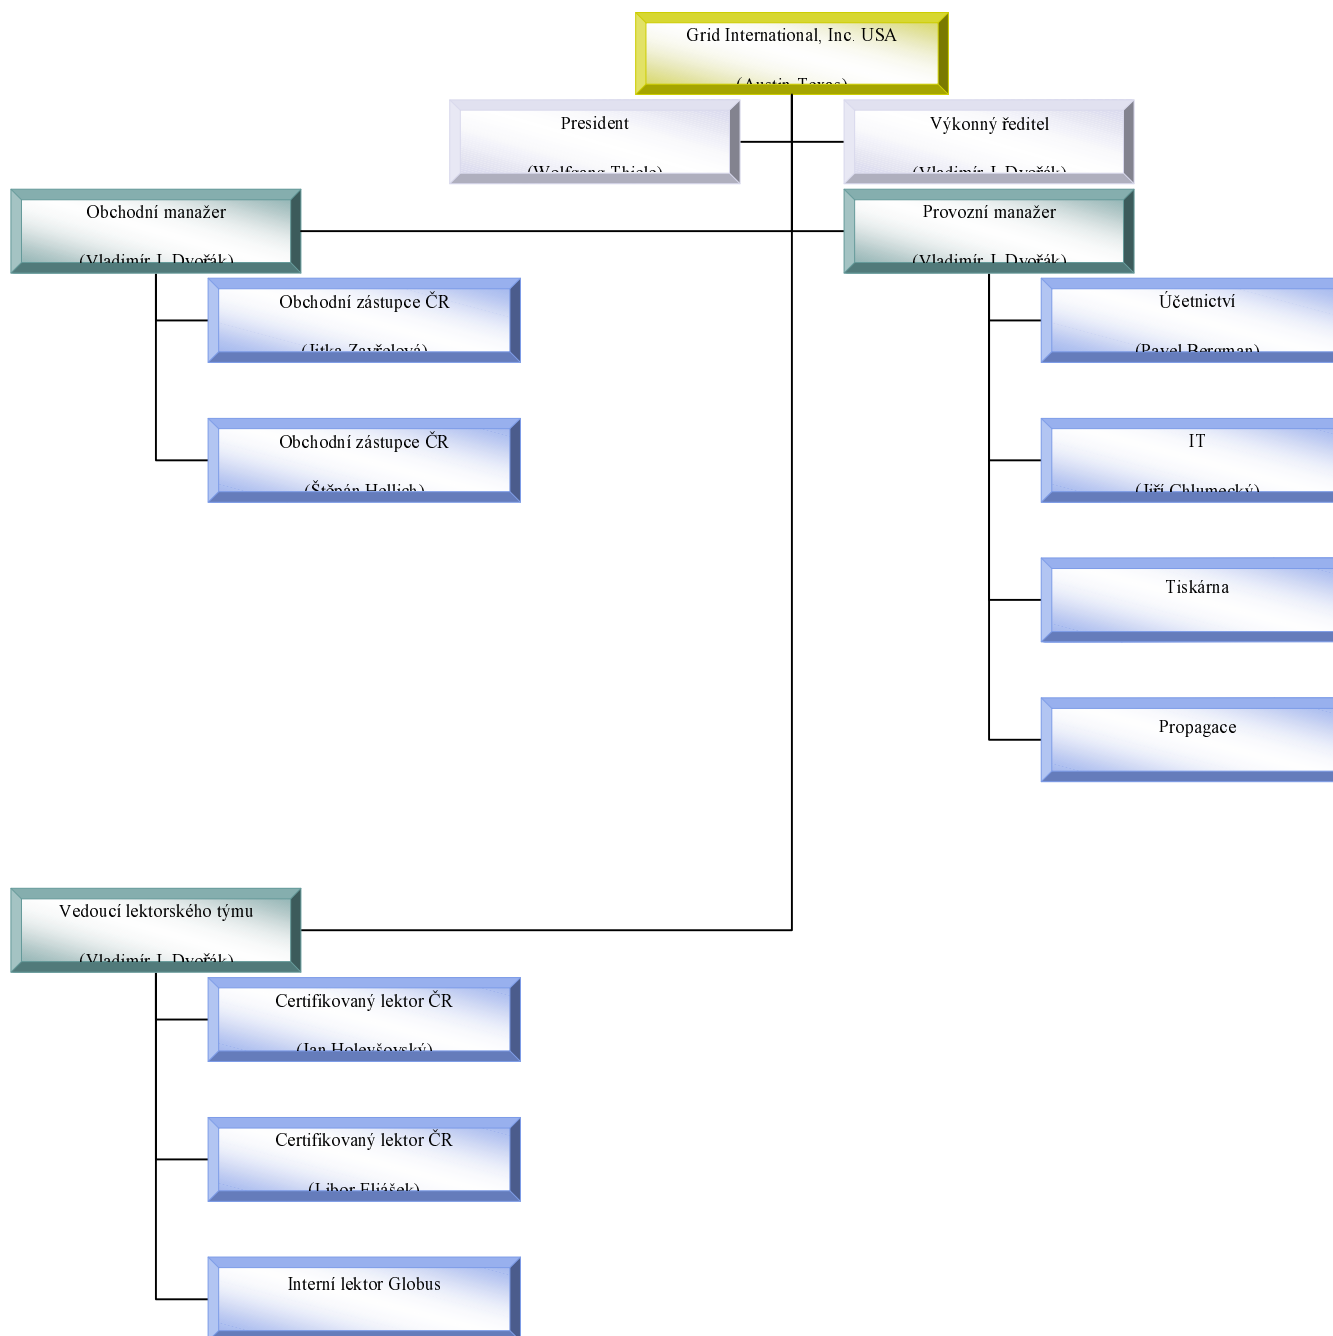 Grid International, Inc. USA
(Austin, Texas)
President
(Wolfgang Thiele)
Výkonný ředitel
(Vladimír J. Dvořák)
Obchodní manažer
(Vladimír J. Dvořák)
Provozní manažer
(Vladimír J. Dvořák)
Obchodní zástupce ČR
(Jitka Zavřelová)
Účetnictví
(Pavel Bergman)
Obchodní zástupce ČR
(Štěpán Hellich)
IT
(Jiří Chlumecký)
Tiskárna
Propagace
Vedoucí lektorského týmu
(Vladimír J. Dvořák)
Certifikovaný lektor ČR
(Jan Holevšovský)
Certifikovaný lektor ČR
(Libor Eliášek)
Interní lektor Globus